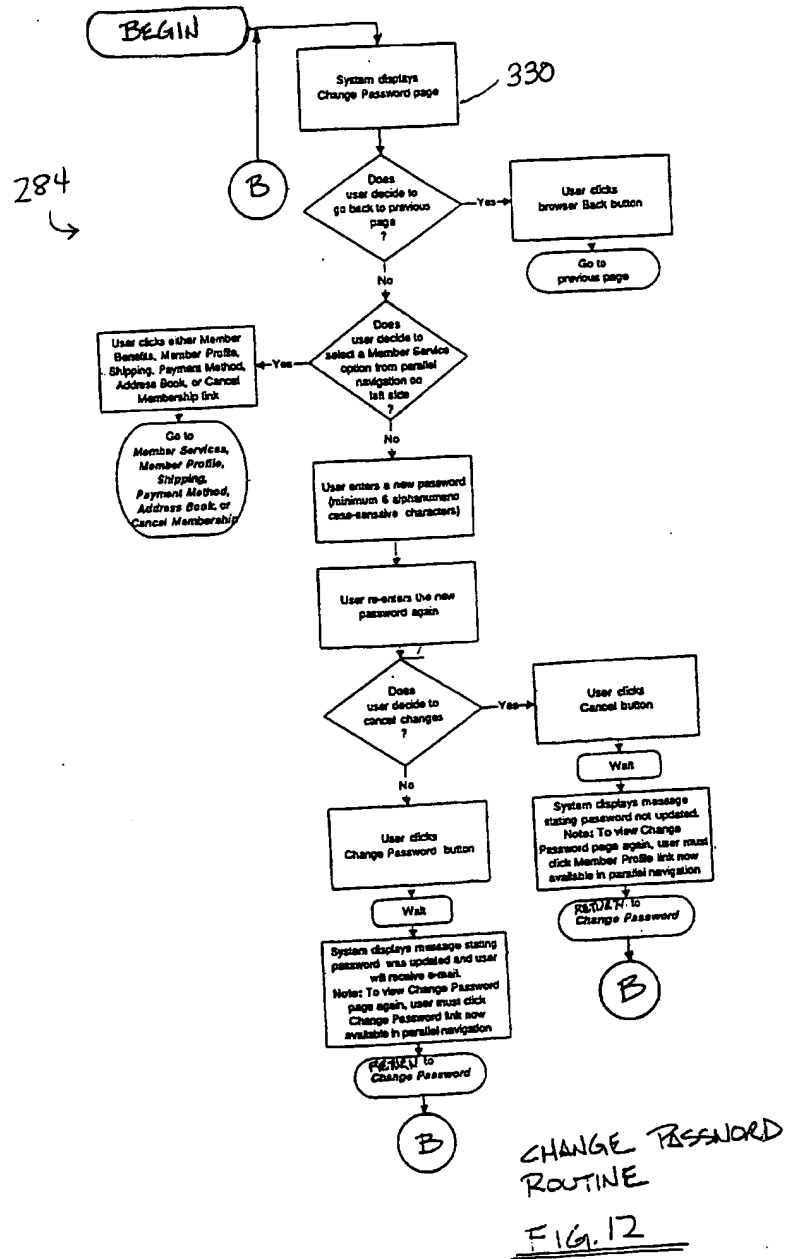 BEGIN
System displays
Change Password page
330
B
284
Does
user decide to
go back to previous
page
?
Yes
User clicks
browser Back button
Go to
previous page
No
Does
user decide to
select a Member Service
option from parallel
navigation on
left side
?
Yes
User clicks either Member
Benefits, Member Profile,
Shipping, Payment Method,
Address Book, or Cancel
Membership link
Go to
Member Services,
Member Profile,
Shipping,
Payment Method,
Address Book, or
Cancel Membership
No
User enters a new password
(minimum 6 alphanumeric
case-sensitive characters)
User re-enters the new
password again
Does
user decide to
cancel changes
?
Yes
User clicks
Cancel button
Wait
System displays message
stating password not updated.
Note: To view Change
Password page again, user must
click Member Profile link now
available in parallel navigation
RETURN to
Change Password
B
No
User clicks
Change Password button
Wait
System displays message stating
password was updated and user
will receive e-mail.
Note: To view Change Password
page again, user must click
Change Password link now
available in parallel navigation
RETURN to
Change Password
B
CHANGE PASSWORD
ROUTINE
FIG. 12